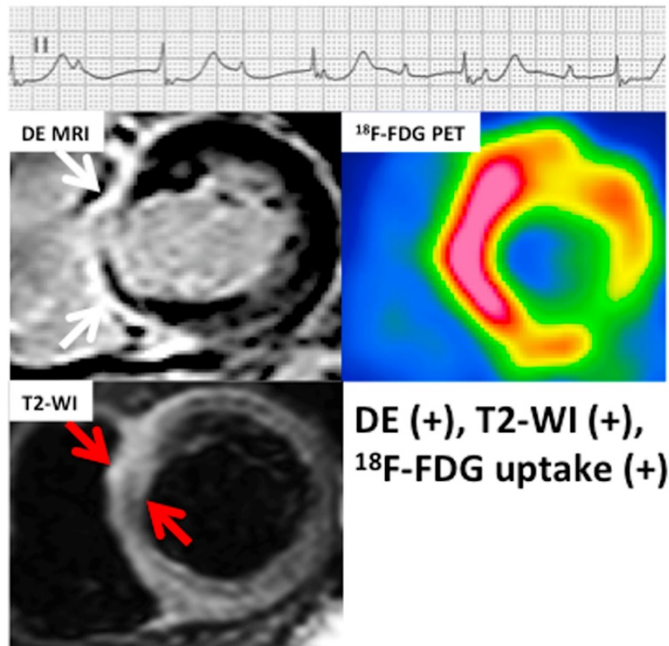 II
DE MRI
¹⁸F-FDG PET
T2-WI
DE (+), T2-WI (+),
¹⁸F-FDG uptake (+)